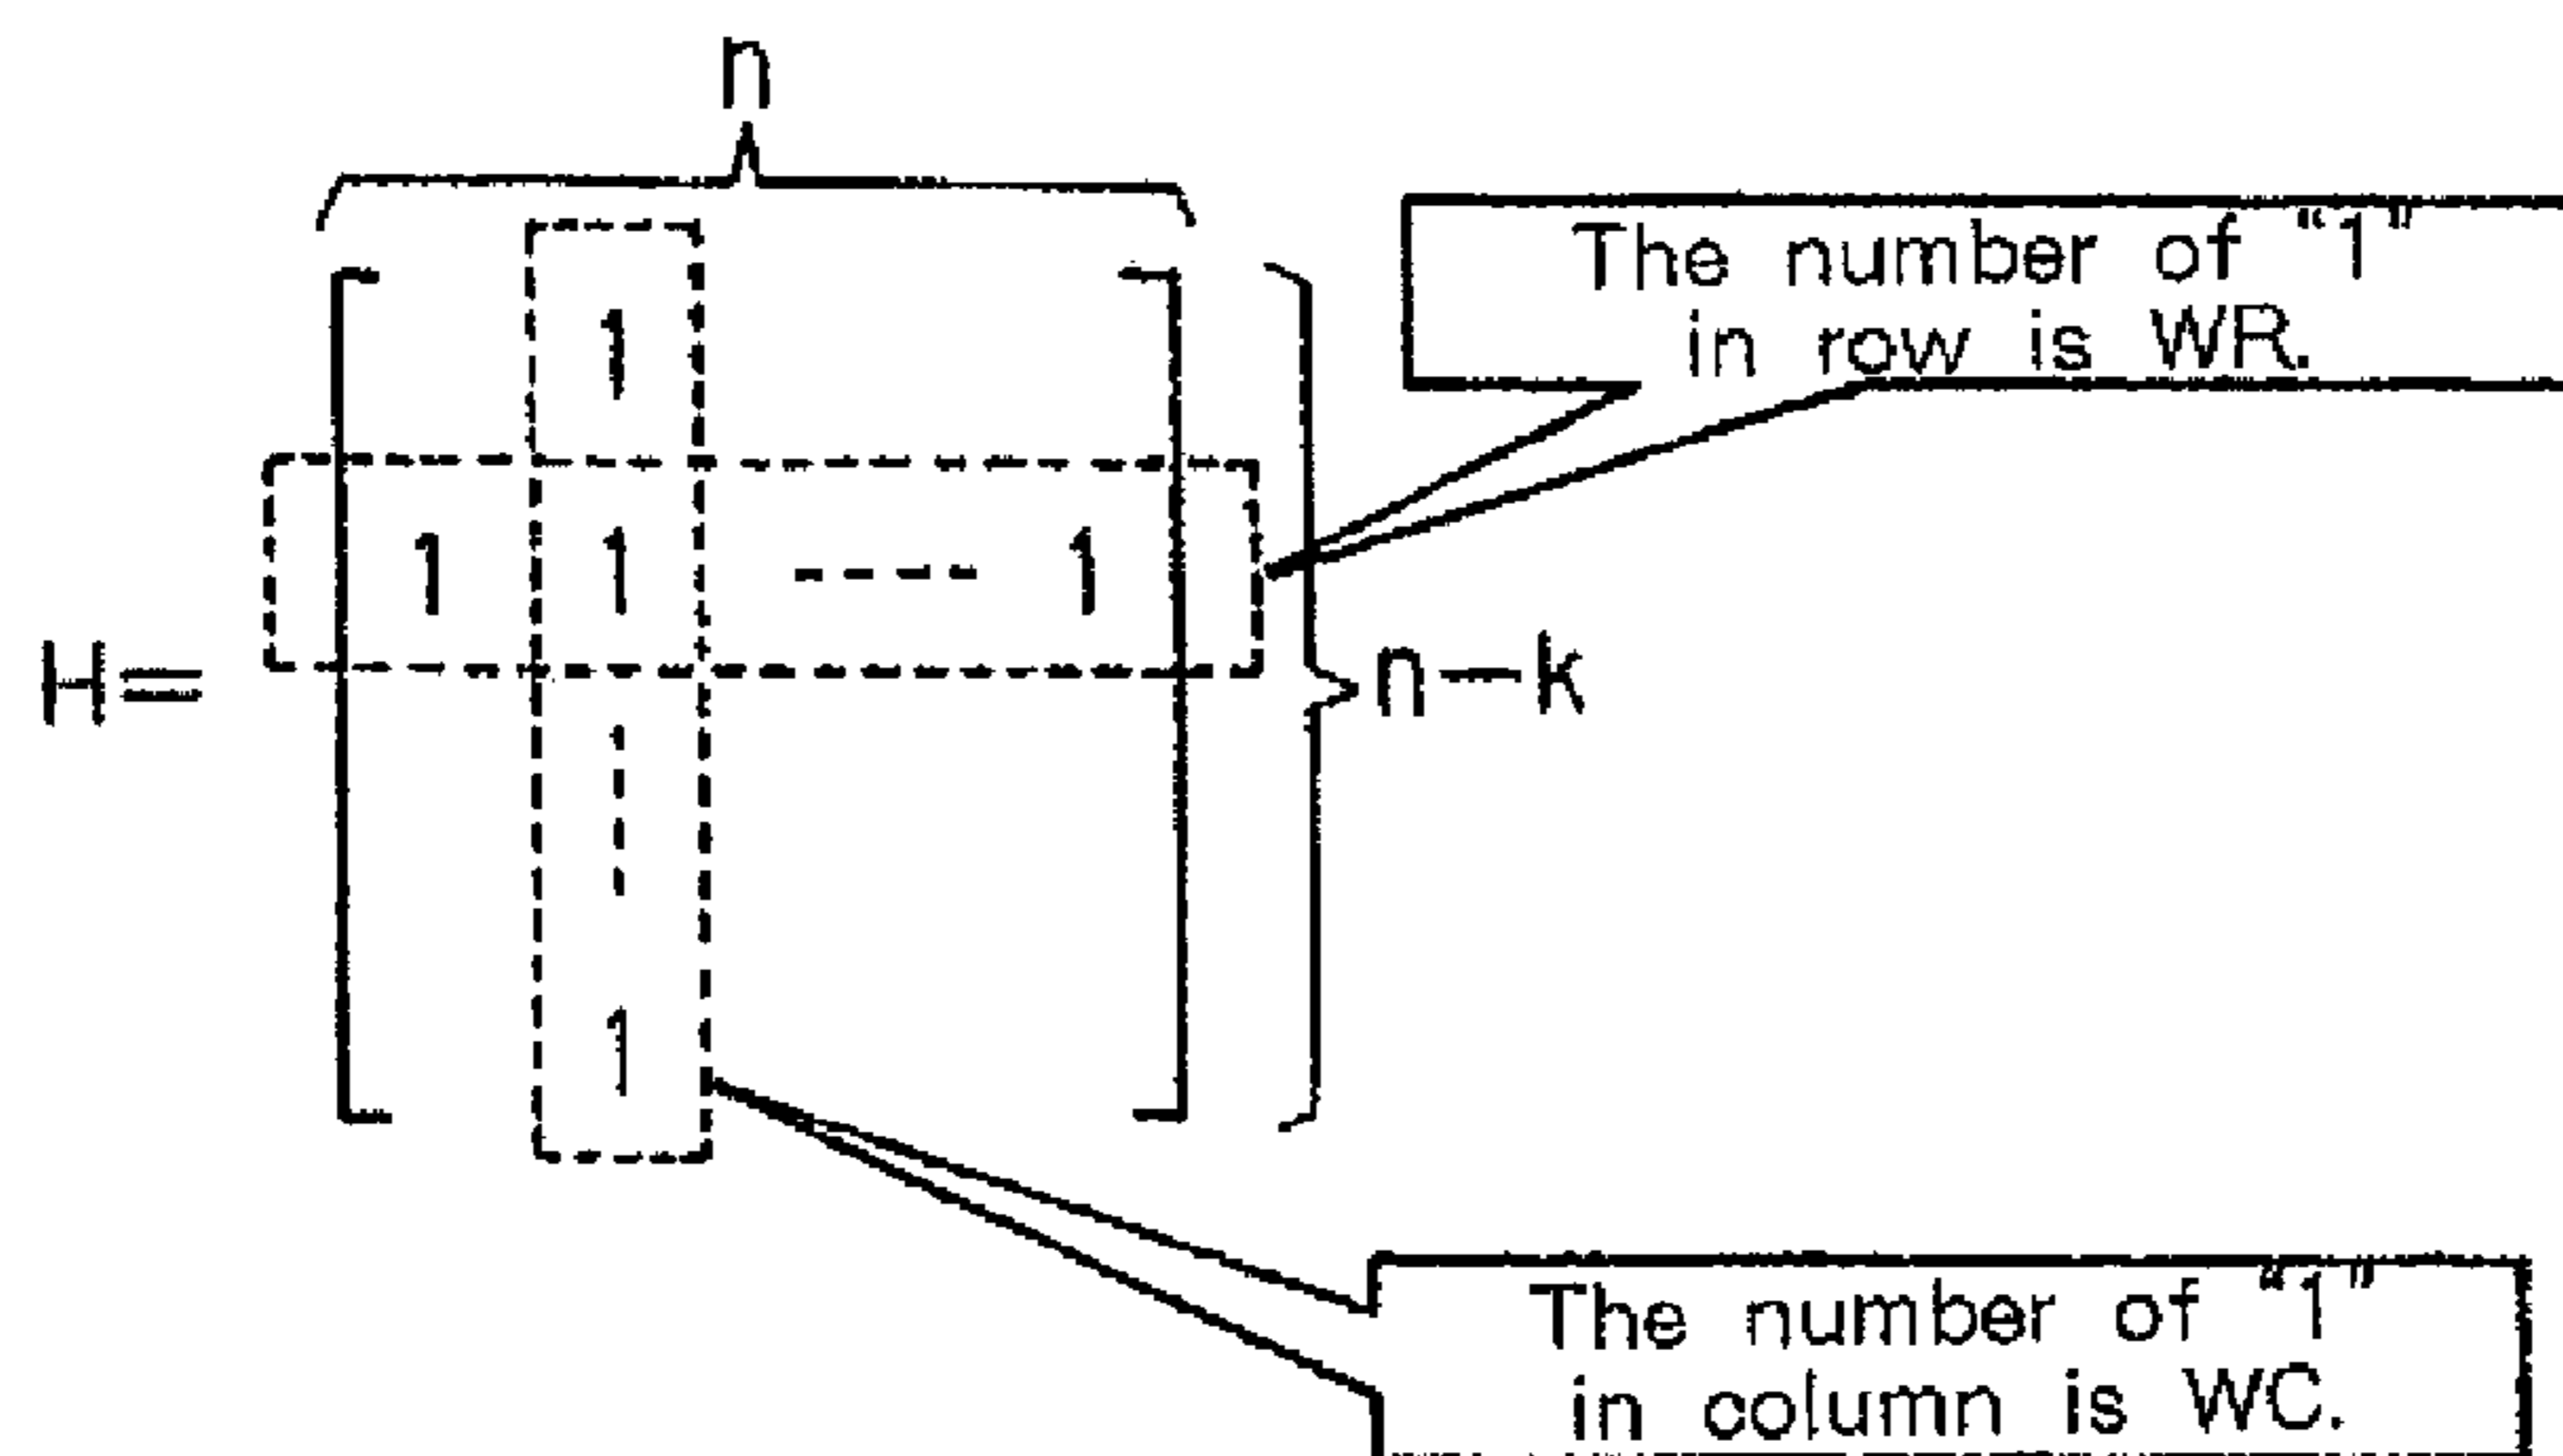 n
The number of “1”
in row is WR.
1
1 1 ---- 1
H=
n—k
1
The number of “1”
in column is WC.